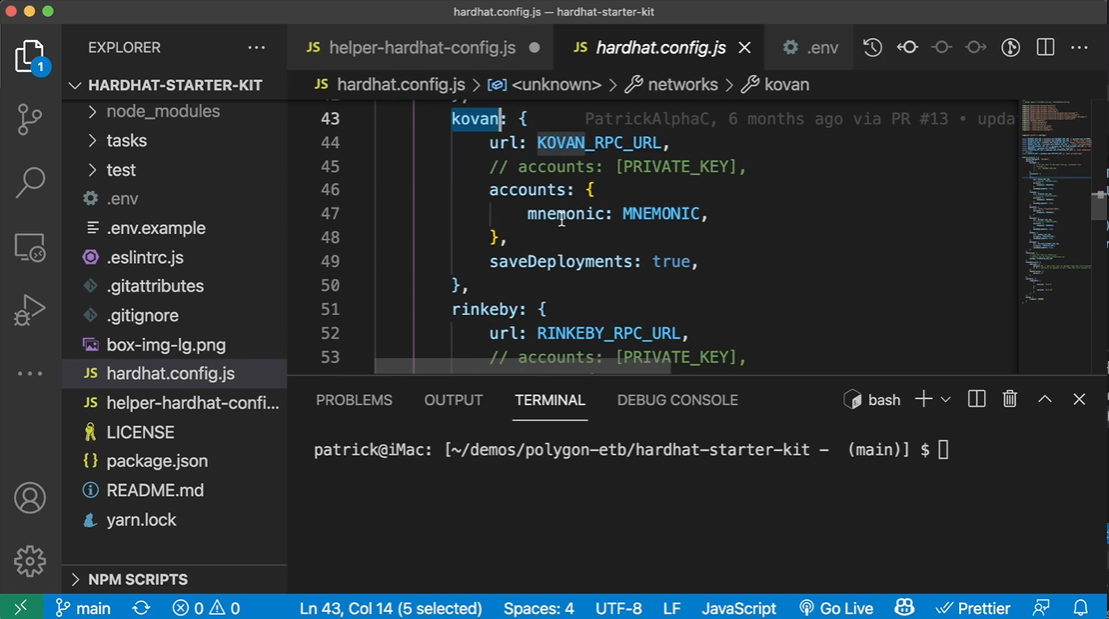 hardhat.config.js — hardhat-starter-kit
1
EXPLORER
HARDHAT-STARTER-KIT
node_modules
tasks
test
.env
.env.example
.eslintrc.js
.gitattributes
.gitignore
box-img-lg.png
JS hardhat.config.js
JS helper-hardhat-confi...
LICENSE
{} package.json
README.md
yarn.lock
NPM SCRIPTS
JS helper-hardhat-config.js
JS hardhat.config.js
.env
JS hardhat.config.js > <unknown> > networks > kovan
43 kovan: { PatrickAlphaC, 6 months ago via PR #13 • upda
44 url: KOVAN_RPC_URL,
45 // accounts: [PRIVATE_KEY],
46 accounts: {
47 mnemonic: MNEMONIC,
48 },
49 saveDeployments: true,
50 },
51 rinkeby: {
52 url: RINKEBY_RPC_URL,
53 // accounts: [PRIVATE_KEY],
PROBLEMS OUTPUT TERMINAL DEBUG CONSOLE bash
patrick@iMac: [~/demos/polygon-etb/hardhat-starter-kit - (main)] $
main 0 0 Ln 43, Col 14 (5 selected) Spaces: 4 UTF-8 LF JavaScript Go Live Prettier